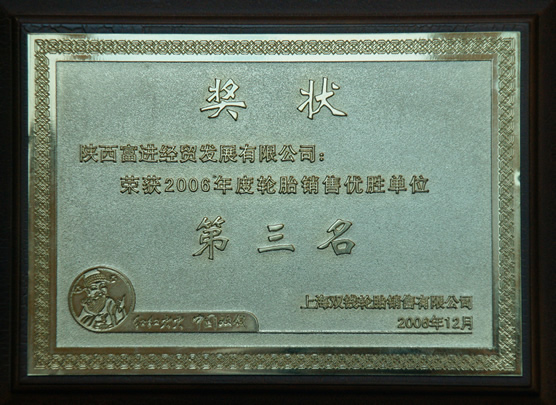 奖状
陕西富进经贸发展有限公司：
荣获2006年度轮胎销售优胜单位
第三名
上海双钱轮胎销售有限公司
2006年12月